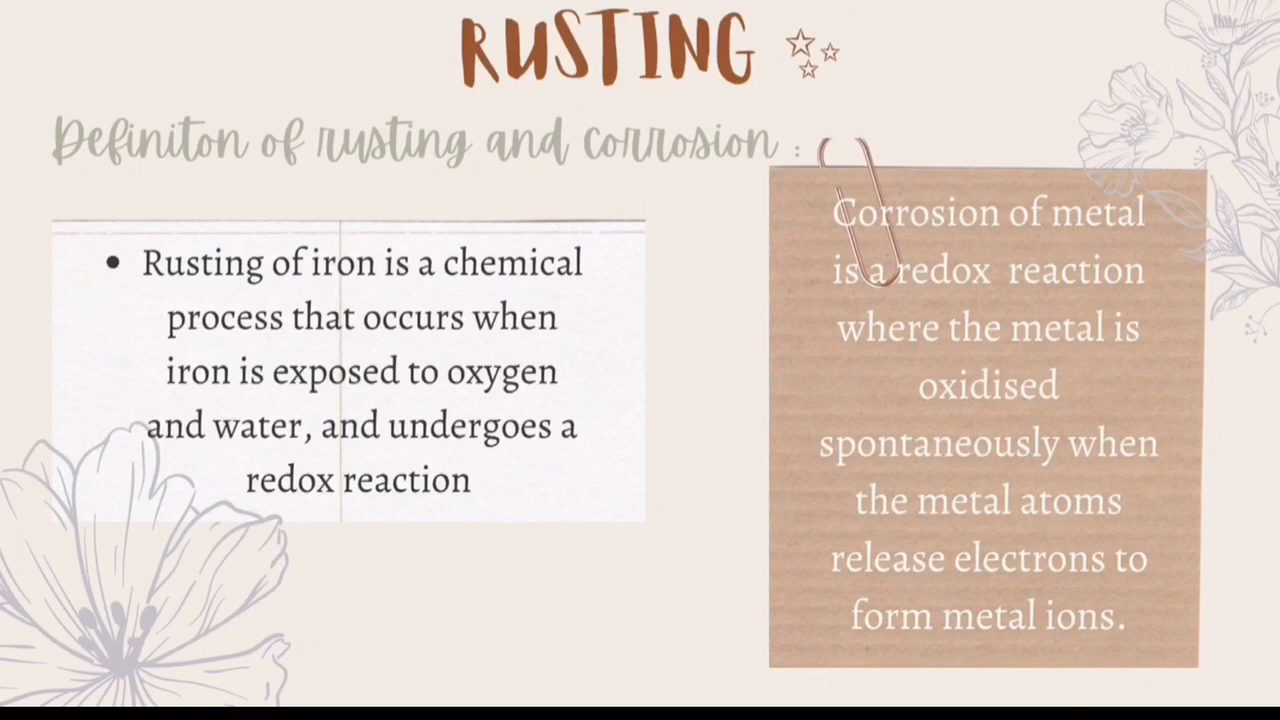 RUSTING
Definiton of rusting and corrosion :
• Rusting of iron is a chemical
process that occurs when
iron is exposed to oxygen
and water, and undergoes a
redox reaction
Corrosion of metal
is a redox reaction
where the metal is
oxidised
spontaneously when
the metal atoms
release electrons to
form metal ions.